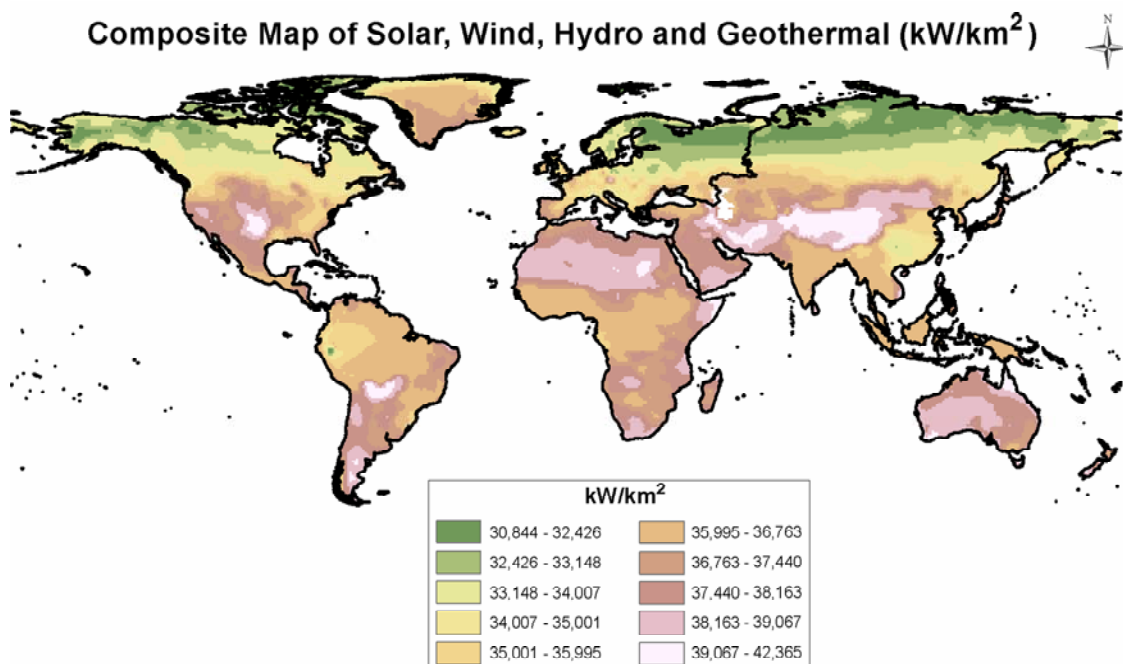 Composite Map of Solar, Wind, Hydro and Geothermal (kW/km²)
N
kW/km²
30,844 - 32,426
32,426 - 33,148
33,148 - 34,007
34,007 - 35,001
35,001 - 35,995
35,995 - 36,763
36,763 - 37,440
37,440 - 38,163
38,163 - 39,067
39,067 - 42,365